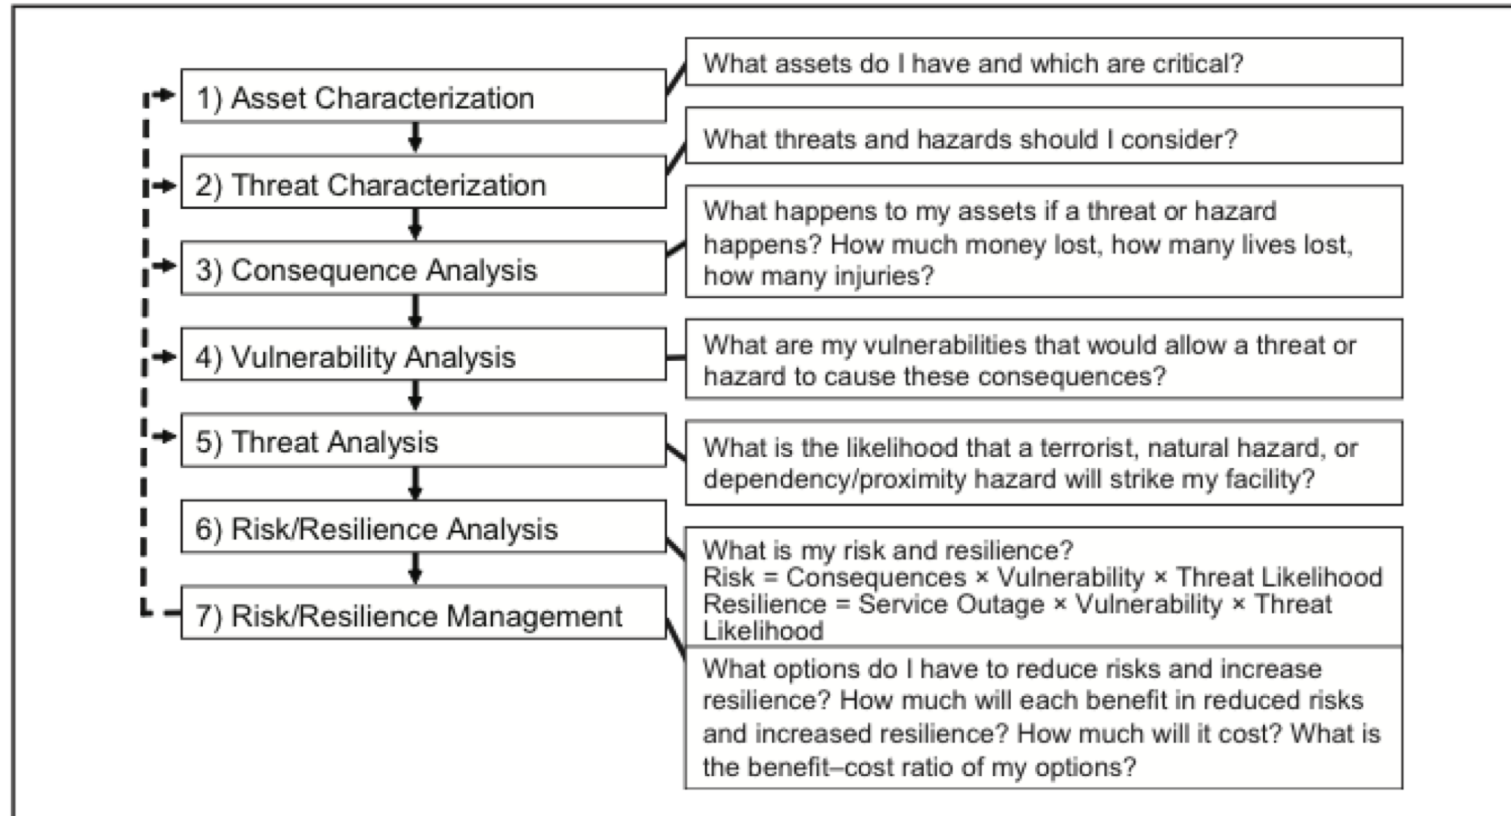 1) Asset Characterization
What assets do I have and which are critical?
2) Threat Characterization
What threats and hazards should I consider?
3) Consequence Analysis
What happens to my assets if a threat or hazard
happens? How much money lost, how many lives lost,
how many injuries?
4) Vulnerability Analysis
What are my vulnerabilities that would allow a threat or
hazard to cause these consequences?
5) Threat Analysis
What is the likelihood that a terrorist, natural hazard, or
dependency/proximity hazard will strike my facility?
6) Risk/Resilience Analysis
What is my risk and resilience?
Risk = Consequences × Vulnerability × Threat Likelihood
Resilience = Service Outage × Vulnerability × Threat
Likelihood
7) Risk/Resilience Management
What options do I have to reduce risks and increase
resilience? How much will each benefit in reduced risks
and increased resilience? How much will it cost? What is
the benefit–cost ratio of my options?